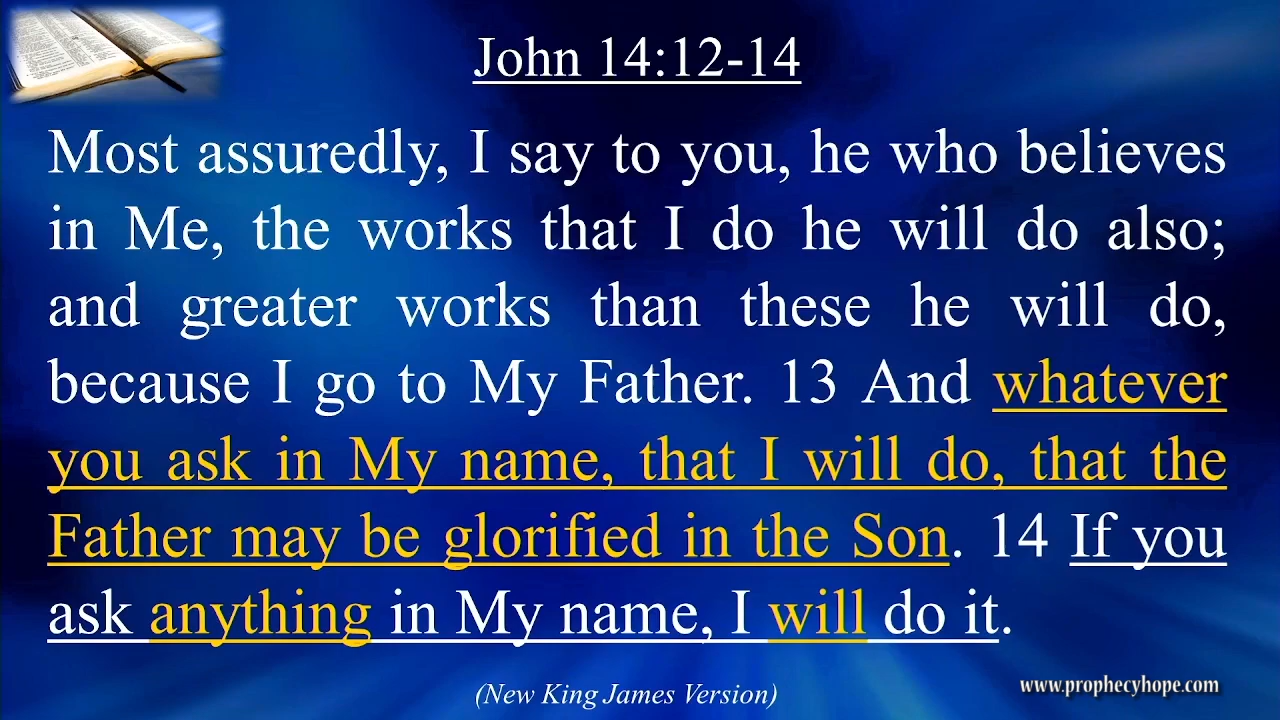 John 14:12-14
Most assuredly, I say to you, he who believes
in Me, the works that I do he will do also;
and greater works than these he will do,
because I go to My Father. 13 And whatever
you ask in My name, that I will do, that the
Father may be glorified in the Son. 14 If you
ask anything in My name, I will do it.
(New King James Version)
www.prophecyhope.com